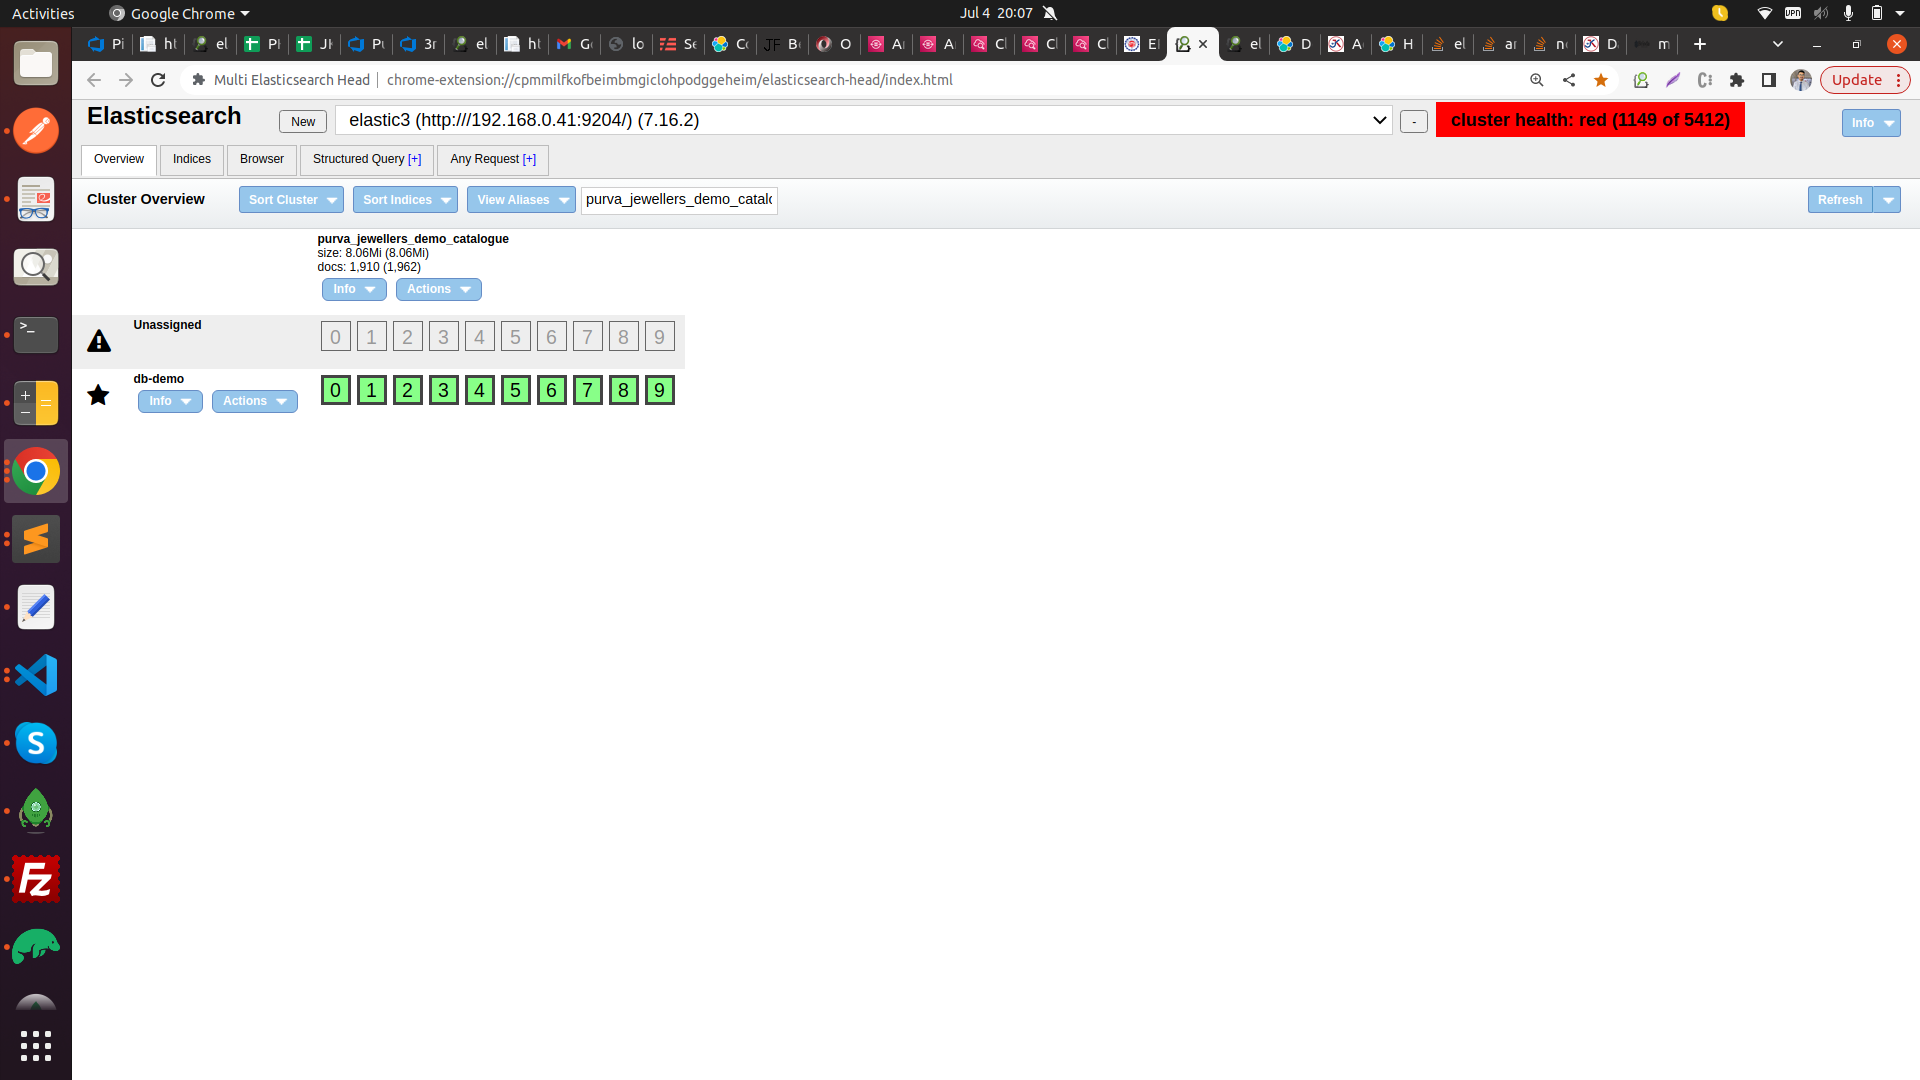 Activities
Google Chrome
Jul 4 20:07
VPN
Pi
ht
el
Pl
JH
Pu
3r
el
ht
Ge
lo
Se
Co
JF
Be
O
A
Cl
Cl
Cl
El
el
D
A
H
el
ar
n
D
m
Multi Elasticsearch Head
chrome-extension://cpmmilfkofbeimbmgiclohpodggeheim/elasticsearch-head/index.html
Update
Elasticsearch
New
elastic3 (http:///192.168.0.41:9204/) (7.16.2)
-
cluster health: red (1149 of 5412)
Info
Overview
Indices
Browser
Structured Query [+]
Any Request [+]
Cluster Overview
Sort Cluster
Sort Indices
View Aliases
purva_jewellers_demo_catalo
Refresh
purva_jewellers_demo_catalogue
size: 8.06Mi (8.06Mi)
docs: 1,910 (1,962)
Info
Actions
Unassigned
0 1 2 3 4 5 6 7 8 9
db-demo
0 1 2 3 4 5 6 7 8 9
Info
Actions